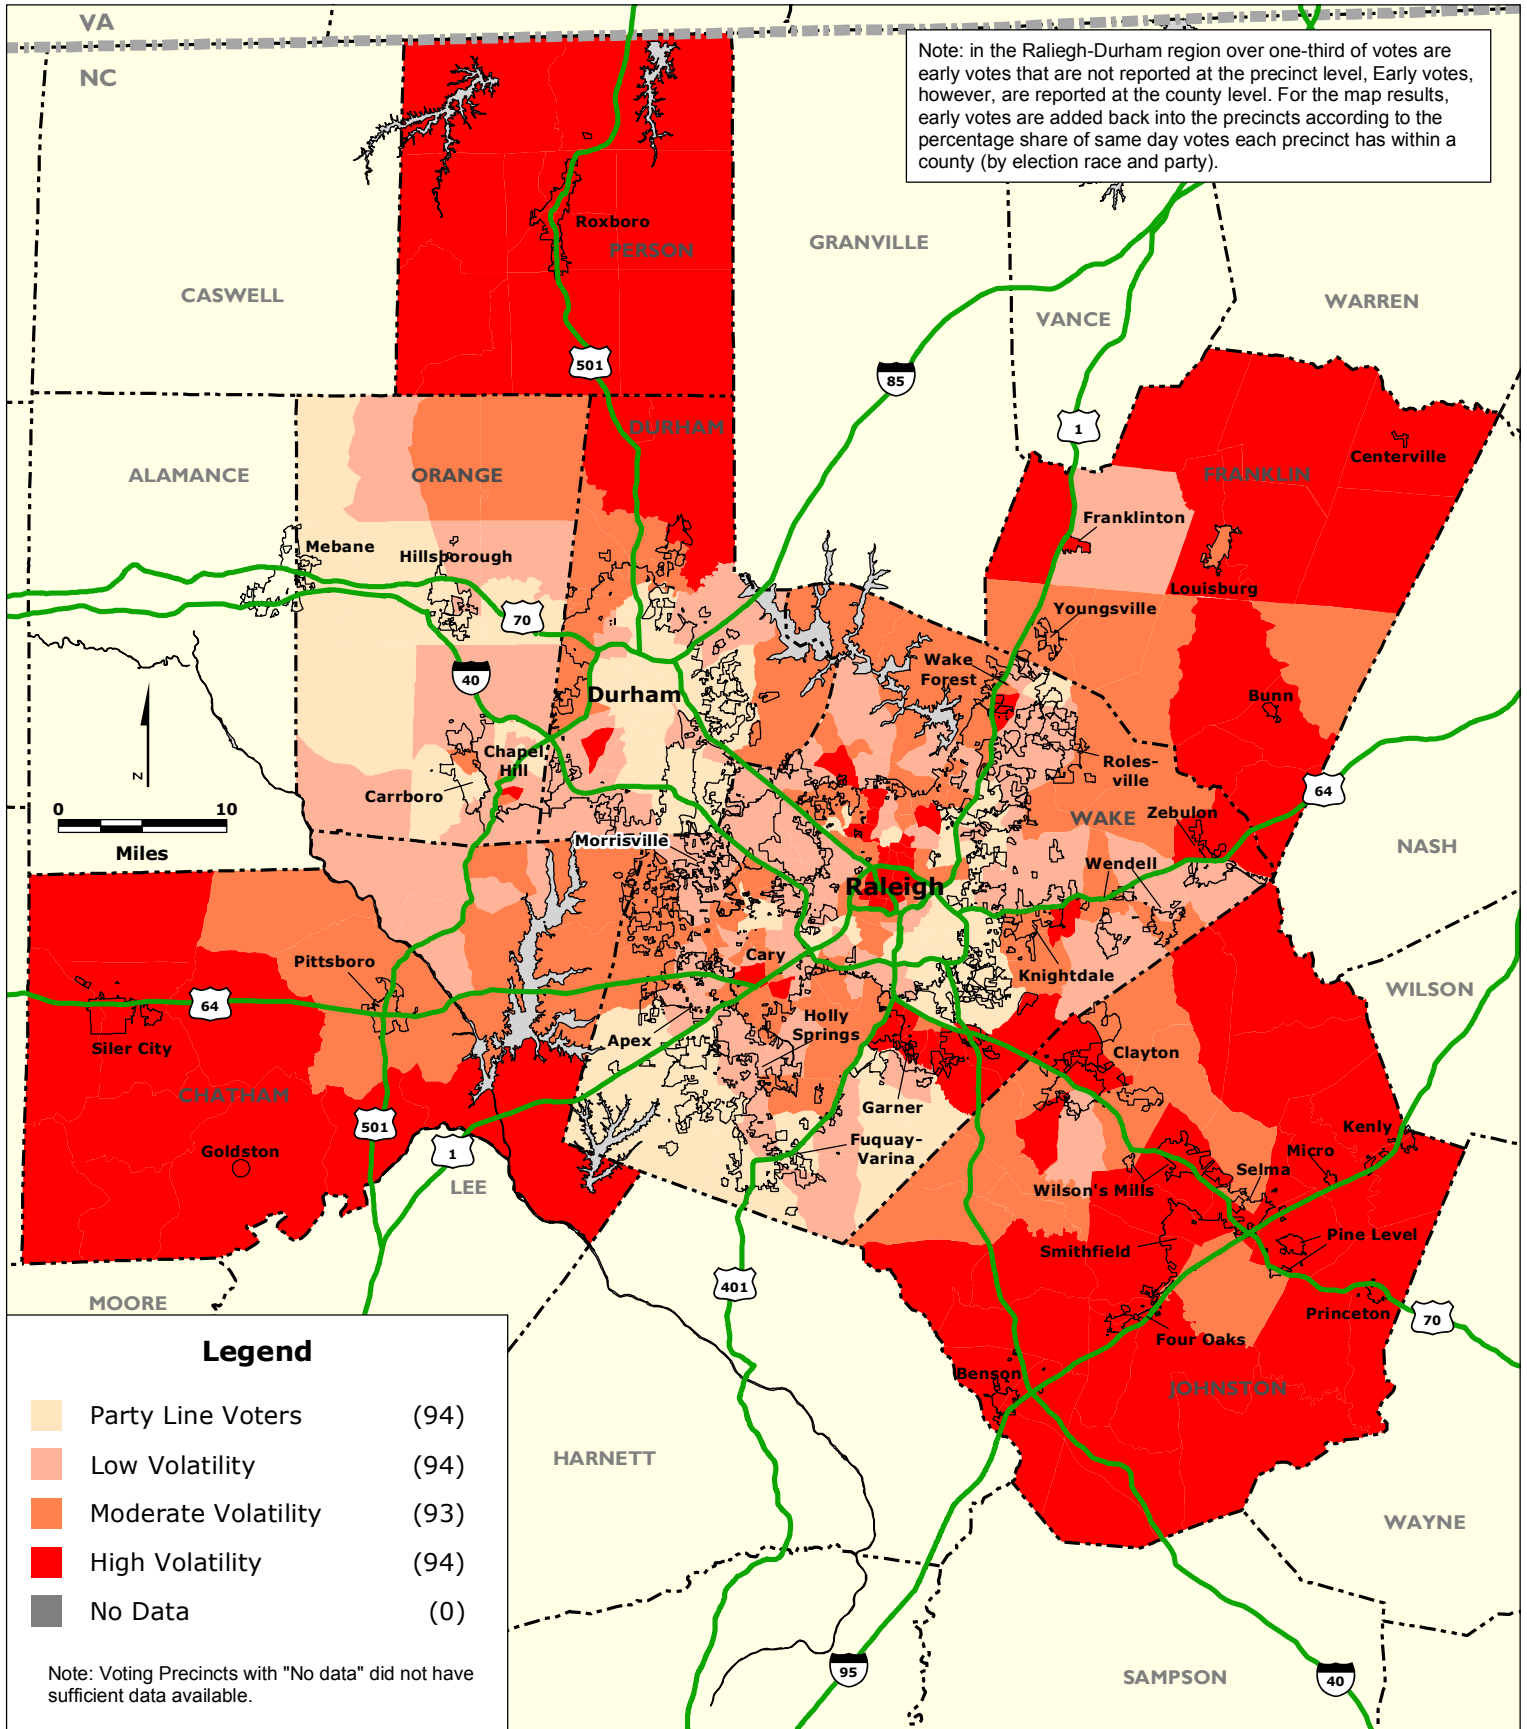 VA
NC
Note: in the Raliegh-Durham region over one-third of votes are
early votes that are not reported at the precinct level, Early votes,
however, are reported at the county level. For the map results,
early votes are added back into the precincts according to the
percentage share of same day votes each precinct has within a
county (by election race and party).
Roxboro
PERSON
GRANVILLE
CASWELL
VANCE
WARREN
501
85
1
DURHAM
Centerville
ALAMANCE
ORANGE
FRANKLIN
Franklinton
Mebane
Hillsborough
Louisburg
Youngsville
70
Wake
Forest
40
Durham
Bunn
Chapel
Hill
Roles-
ville
Carrboro
64
N
0
10
Miles
WAKE
Zebulon
Morrisville
NASH
Wendell
Raleigh
Pittsboro
Cary
Knightdale
WILSON
64
Siler City
Holly
Springs
Apex
Clayton
CHATHAM
Garner
501
Kenly
1
Goldston
Fuquay-
Varina
Micro
Selma
LEE
Wilson's Mills
Pine Level
Smithfield
401
MOORE
Princeton
70
Four Oaks
Benson
JOHNSTON
Legend
Party Line Voters (94)
Low Volatility (94)
Moderate Volatility (93)
High Volatility (94)
No Data (0)
Note: Voting Precincts with "No data" did not have
sufficient data available.
HARNETT
WAYNE
95
SAMPSON
40